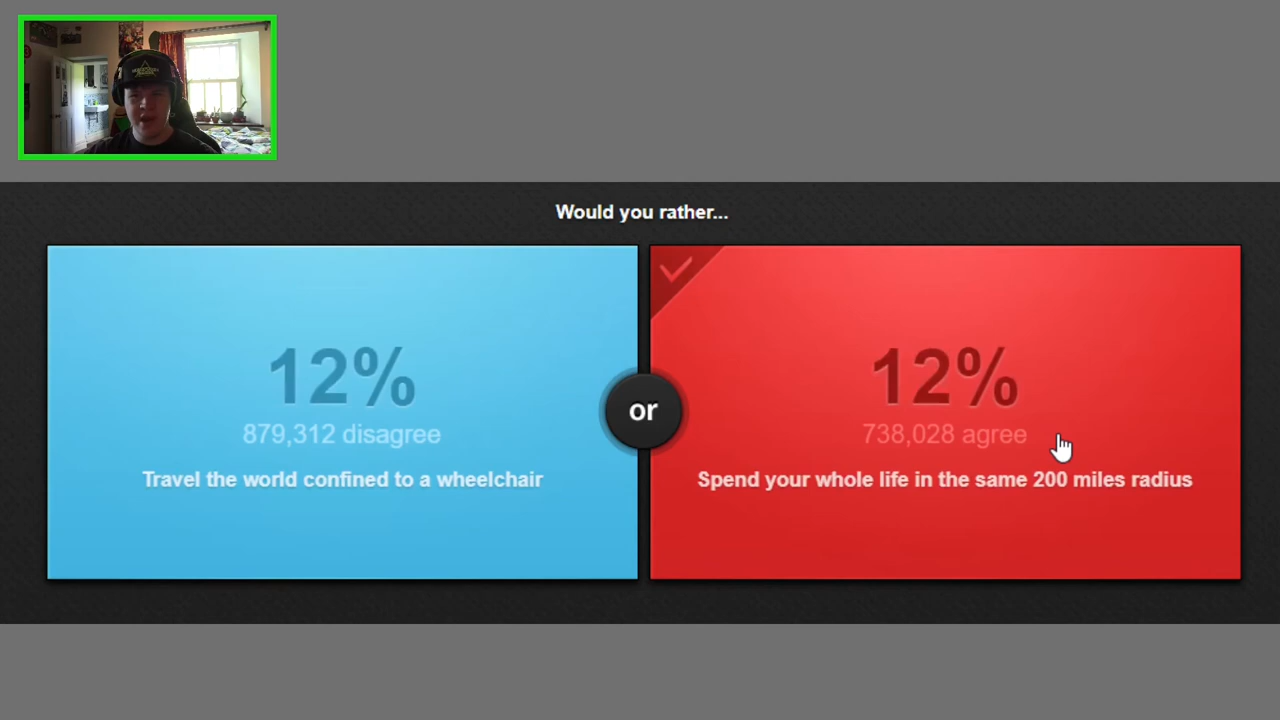 Would you rather...
12%
879,312 disagree
Travel the world confined to a wheelchair
or
12%
738,028 agree
Spend your whole life in the same 200 miles radius